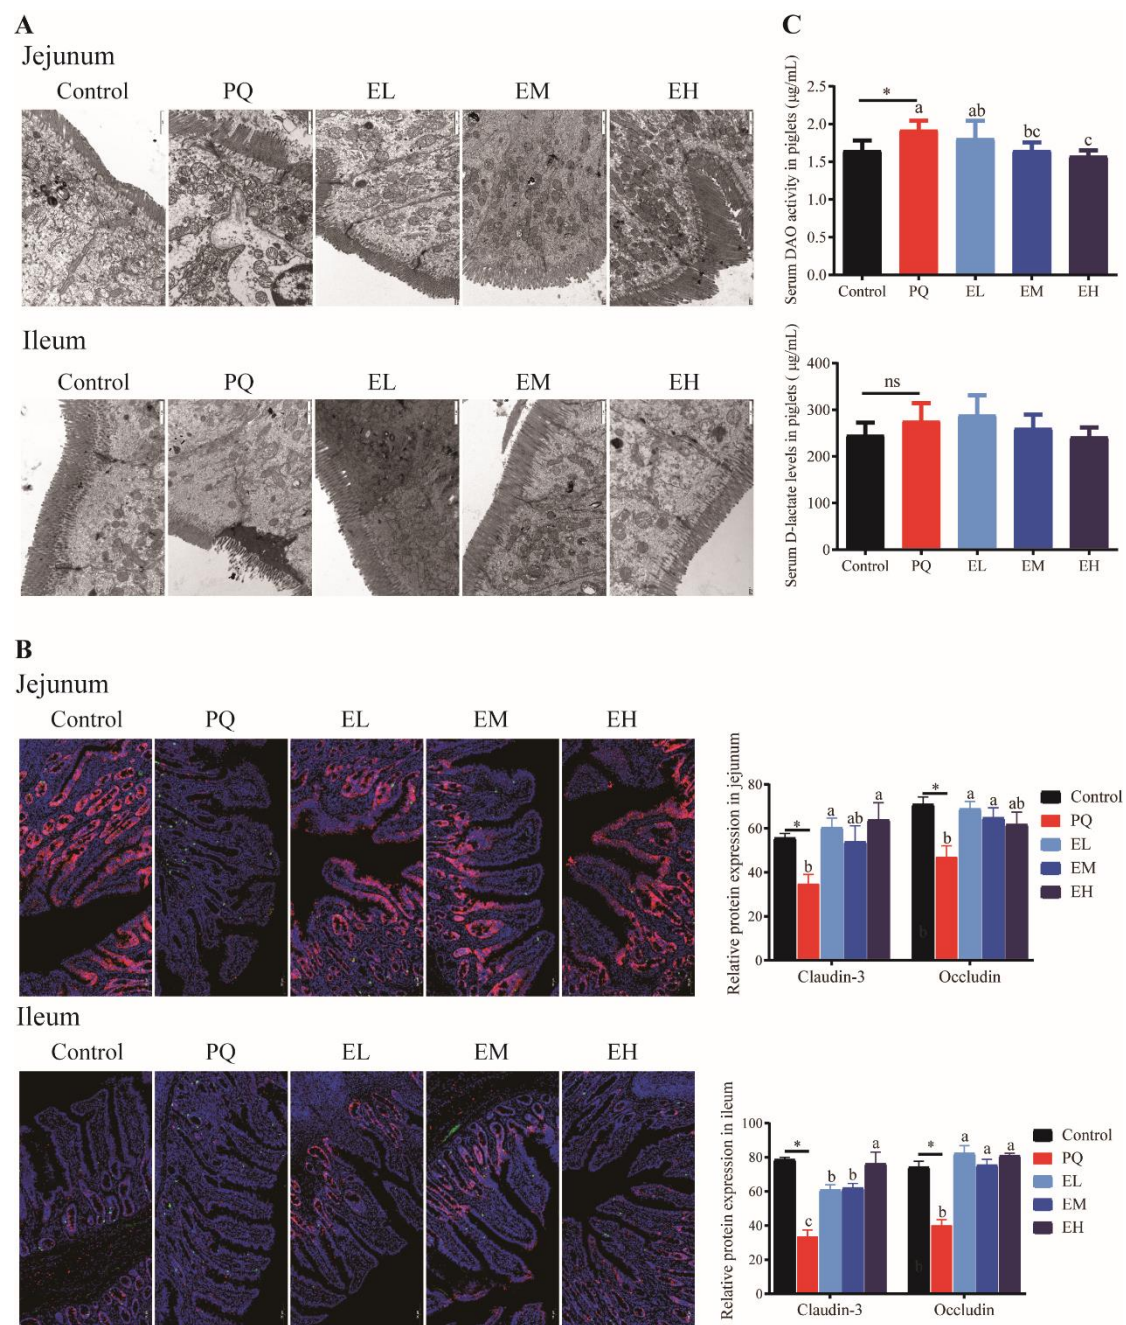 A
Jejunum
Control PQ EL EM EH
Ileum
Control PQ EL EM EH
C
Serum DAO activity in piglets (μg/mL)
2.5
2.0
1.5
1.0
0.5
0.0
*
a
ab
bc
c
Control PQ EL EM EH
Serum D-lactate levels in piglets ( μg/mL)
400
300
200
100
0
ns
Control PQ EL EM EH
B
Jejunum
Control PQ EL EM EH
Ileum
Control PQ EL EM EH
Relative protein expression in jejunum
80
60
40
20
0
* b a ab a
* b a a ab
b
Claudin-3 Occludin
Control
PQ
EL
EM
EH
Relative protein expression in ileum
100
80
60
40
20
0
* c b b a
* b a a a
b
Claudin-3 Occludin
Control
PQ
EL
EM
EH